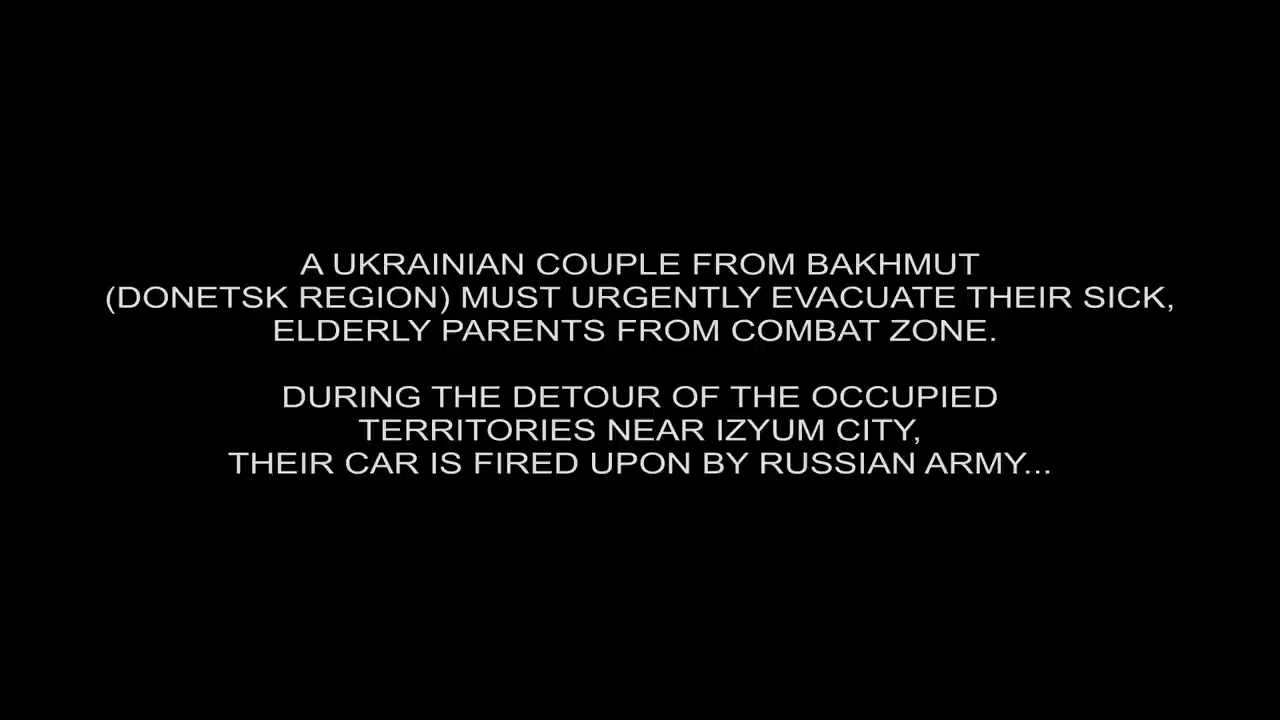 A UKRAINIAN COUPLE FROM BAKHMUT
(DONETSK REGION) MUST URGENTLY EVACUATE THEIR SICK,
ELDERLY PARENTS FROM COMBAT ZONE.
DURING THE DETOUR OF THE OCCUPIED
TERRITORIES NEAR IZYUM CITY,
THEIR CAR IS FIRED UPON BY RUSSIAN ARMY...